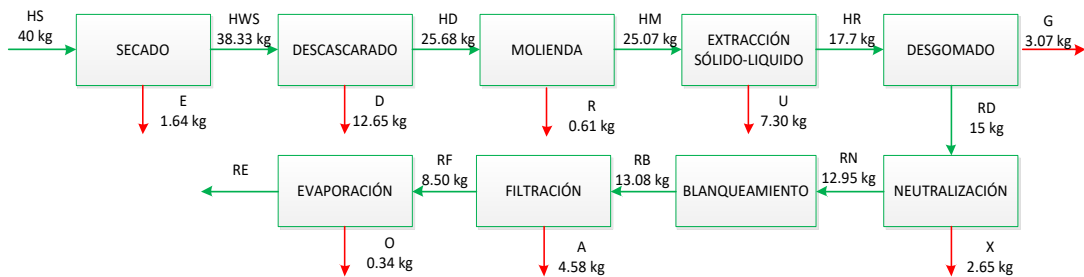 HS
40 kg
SECADO
HWS
38.33 kg
DESCASCARADO
HD
25.68 kg
MOLIENDA
HM
25.07 kg
EXTRACCIÓN
SÓLIDO-LIQUIDO
HR
17.7 kg
DESGOMADO
G
3.07 kg
E
1.64 kg
D
12.65 kg
R
0.61 kg
U
7.30 kg
RD
15 kg
RE
EVAPORACIÓN
RF
8.50 kg
FILTRACIÓN
RB
13.08 kg
BLANQUEAMIENTO
RN
12.95 kg
NEUTRALIZACIÓN
O
0.34 kg
A
4.58 kg
X
2.65 kg